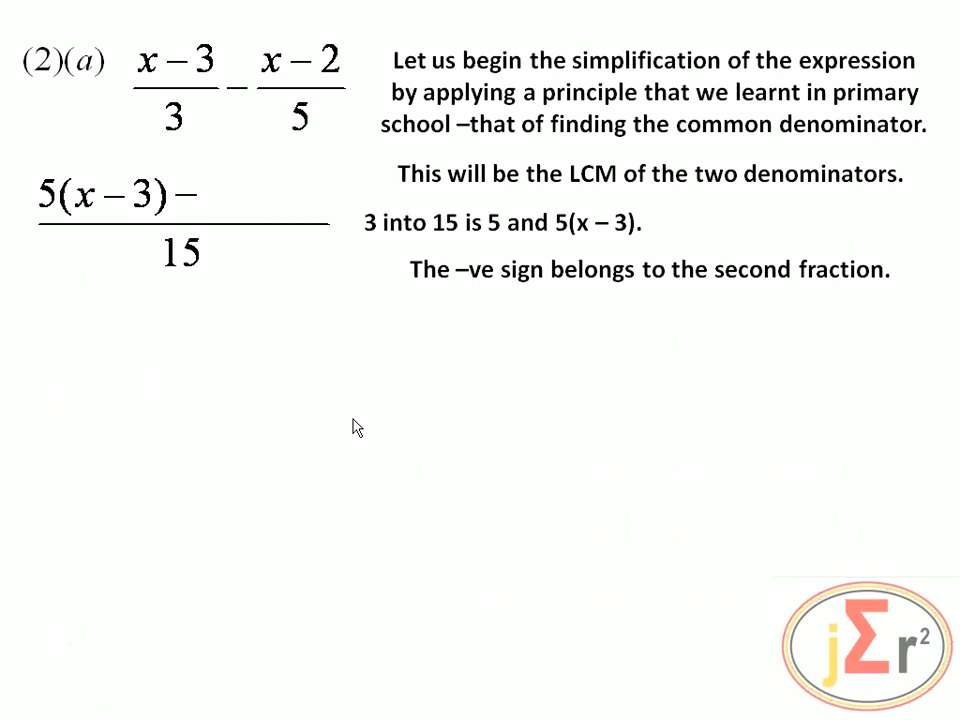 (2)(a) x – 3 / 3 – x – 2 / 5
Let us begin the simplification of the expression
by applying a principle that we learnt in primary
school –that of finding the common denominator.
This will be the LCM of the two denominators.
5(x – 3) – / 15
3 into 15 is 5 and 5(x – 3).
The –ve sign belongs to the second fraction.
jΣr²